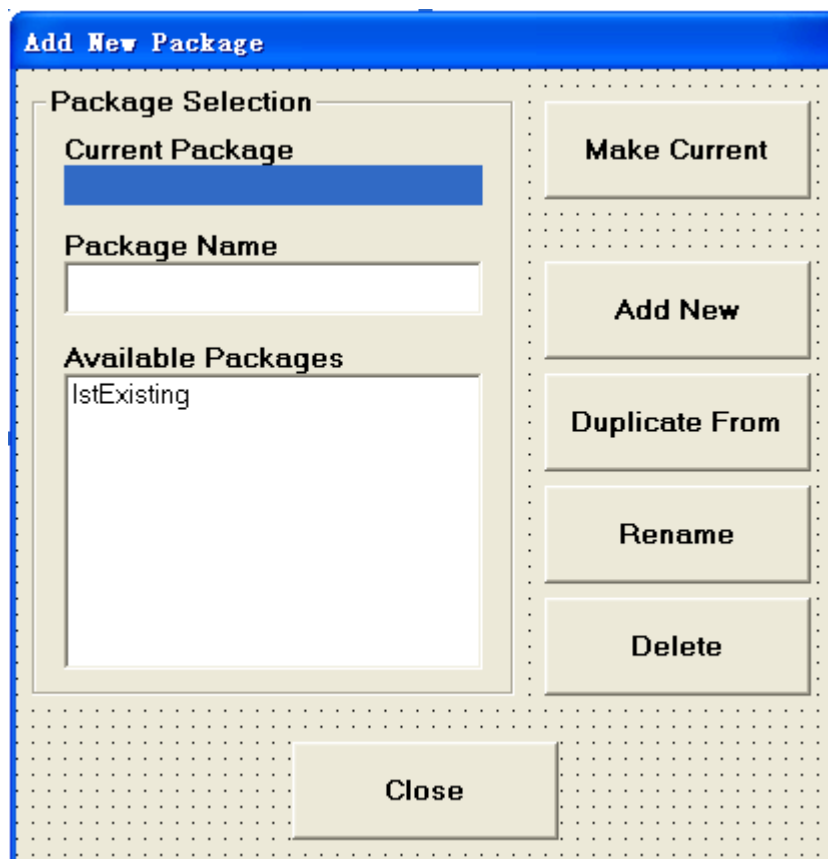 Add New Package
Package Selection
Current Package
Package Name
Available Packages
lstExisting
Make Current
Add New
Duplicate From
Rename
Delete
Close